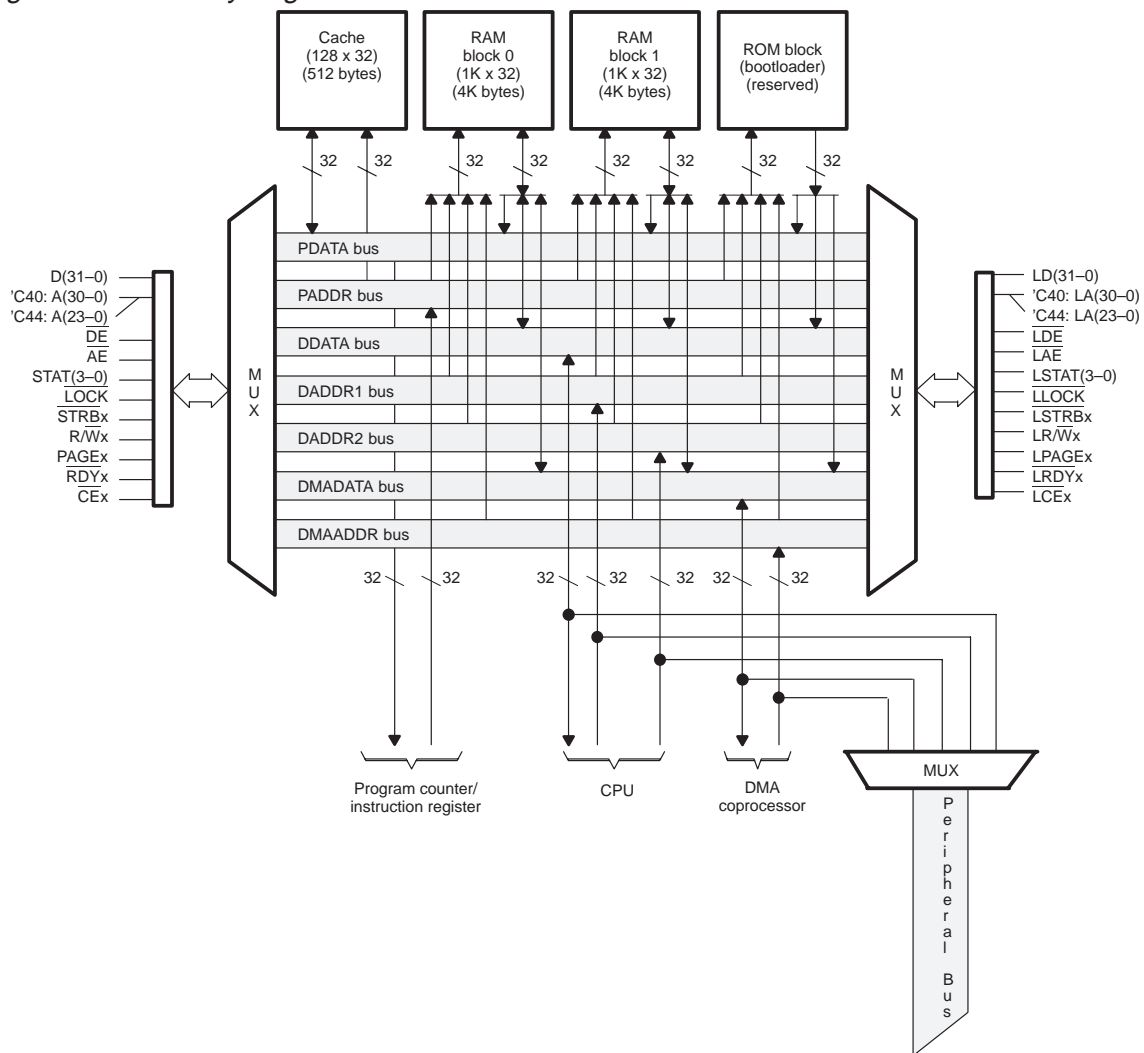 Cache
(128 x 32)
(512 bytes)
RAM
block 0
(1K x 32)
(4K bytes)
RAM
block 1
(1K x 32)
(4K bytes)
ROM block
(bootloader)
(reserved)
32
32
32
32
32
32
32
32
PDATA bus
PADDR bus
DDATA bus
DADDR1 bus
DADDR2 bus
DMADATA bus
DMAADDR bus
D(31–0)
'C40: A(30–0)
'C44: A(23–0)
DE
AE
STAT(3–0)
LOCK
STRBx
R/Wx
PAGEx
RDYx
CEx
MUX
MUX
LD(31–0)
'C40: LA(30–0)
'C44: LA(23–0)
LDE
LAE
LSTAT(3–0)
LLOCK
LSTRBx
LR/Wx
LPAGEx
LRDYx
LCEx
32
32
32
32
32
32
32
Program counter/
instruction register
CPU
DMA
coprocessor
MUX
Peripheral Bus